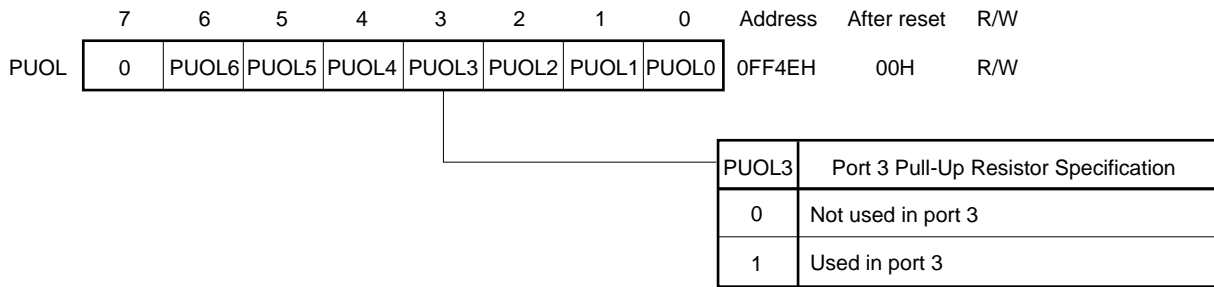 7 6 5 4 3 2 1 0 Address After reset R/W
PUOL 0 PUOL6 PUOL5 PUOL4 PUOL3 PUOL2 PUOL1 PUOL0 0FF4EH 00H R/W
PUOL3 Port 3 Pull-Up Resistor Specification
0 Not used in port 3
1 Used in port 3